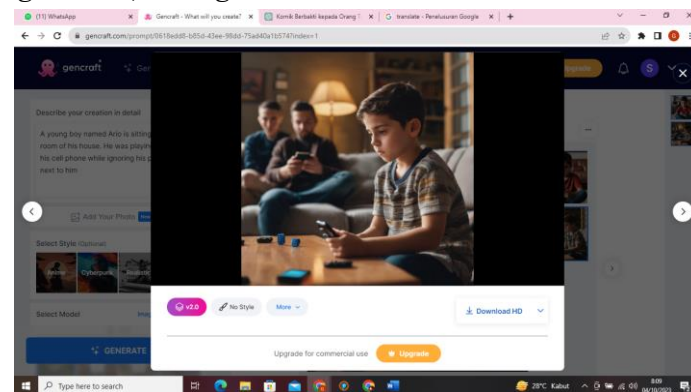 (11) WhatsApp
Gencraft - What will you create?
Komik Berbakti kepada Orang T
translate - Penelusuran Google
gencraft.com/prompt/0618edd8-b85d-43ee-98dd-75ad40a1b574?index=1
gencraft
Ger
Upgrade
S
Describe your creation in detail
A young boy named Arlo is sitting
room of his house. He was playin
his cell phone while ignoring his p
next to him
Add Your Photo
Select Style (Optional)
Anime
Cyberpunk
Realistic
Select Model
GENERATE
v2.0
No Style
More
Download HD
Upgrade for commercial use
Upgrade
Type here to search
28°C Kabut
8:09
04/10/2023